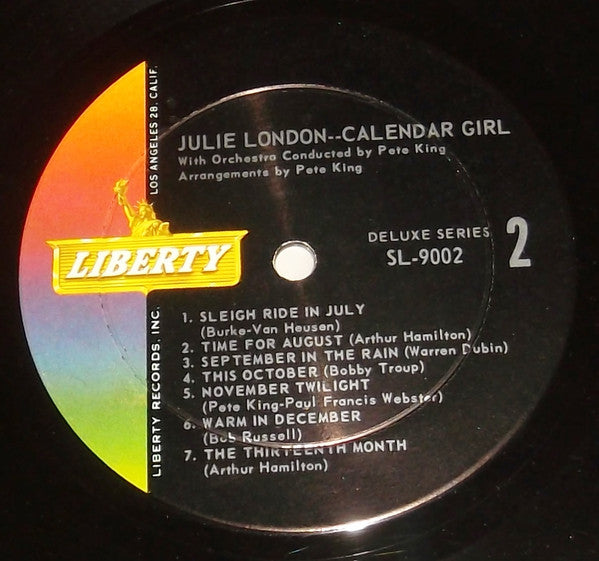 LOS ANGELES 28, CALIF.
JULIE LONDON--CALENDAR GIRL
With Orchestra Conducted by Pete King
Arrangements by Pete King
DELUXE SERIES
SL-9002
2
LIBERTY
LIBERTY RECORDS, INC.
1. SLEIGH RIDE IN JULY
(Burke-Van Heusen)
2. TIME FOR AUGUST (Arthur Hamilton)
3. SEPTEMBER IN THE RAIN (Warren Dubin)
4. THIS OCTOBER (Bobby Troup)
5. NOVEMBER TWILIGHT
(Pete King-Paul Francis Webster)
6. WARM IN DECEMBER
(Bob Russell)
7. THE THIRTEENTH MONTH
(Arthur Hamilton)